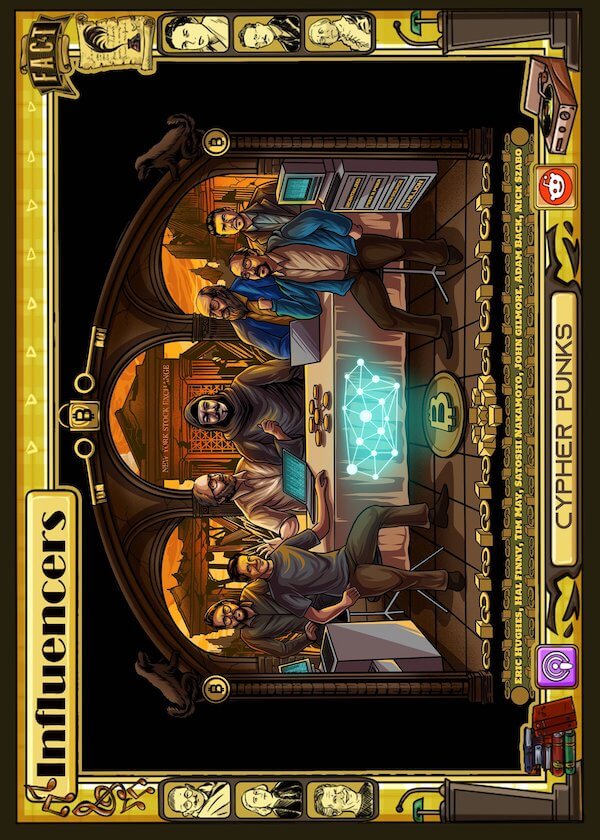 Influencers
FACT
NEW YORK STOCK EXCHANGE
ERIC HUGHES, HAL FINNY, TIM MAY, SATOSHI NAKAMOTO, JOHN GILMORE, ADAM BACK, NICK SZABO
CYPHER PUNKS